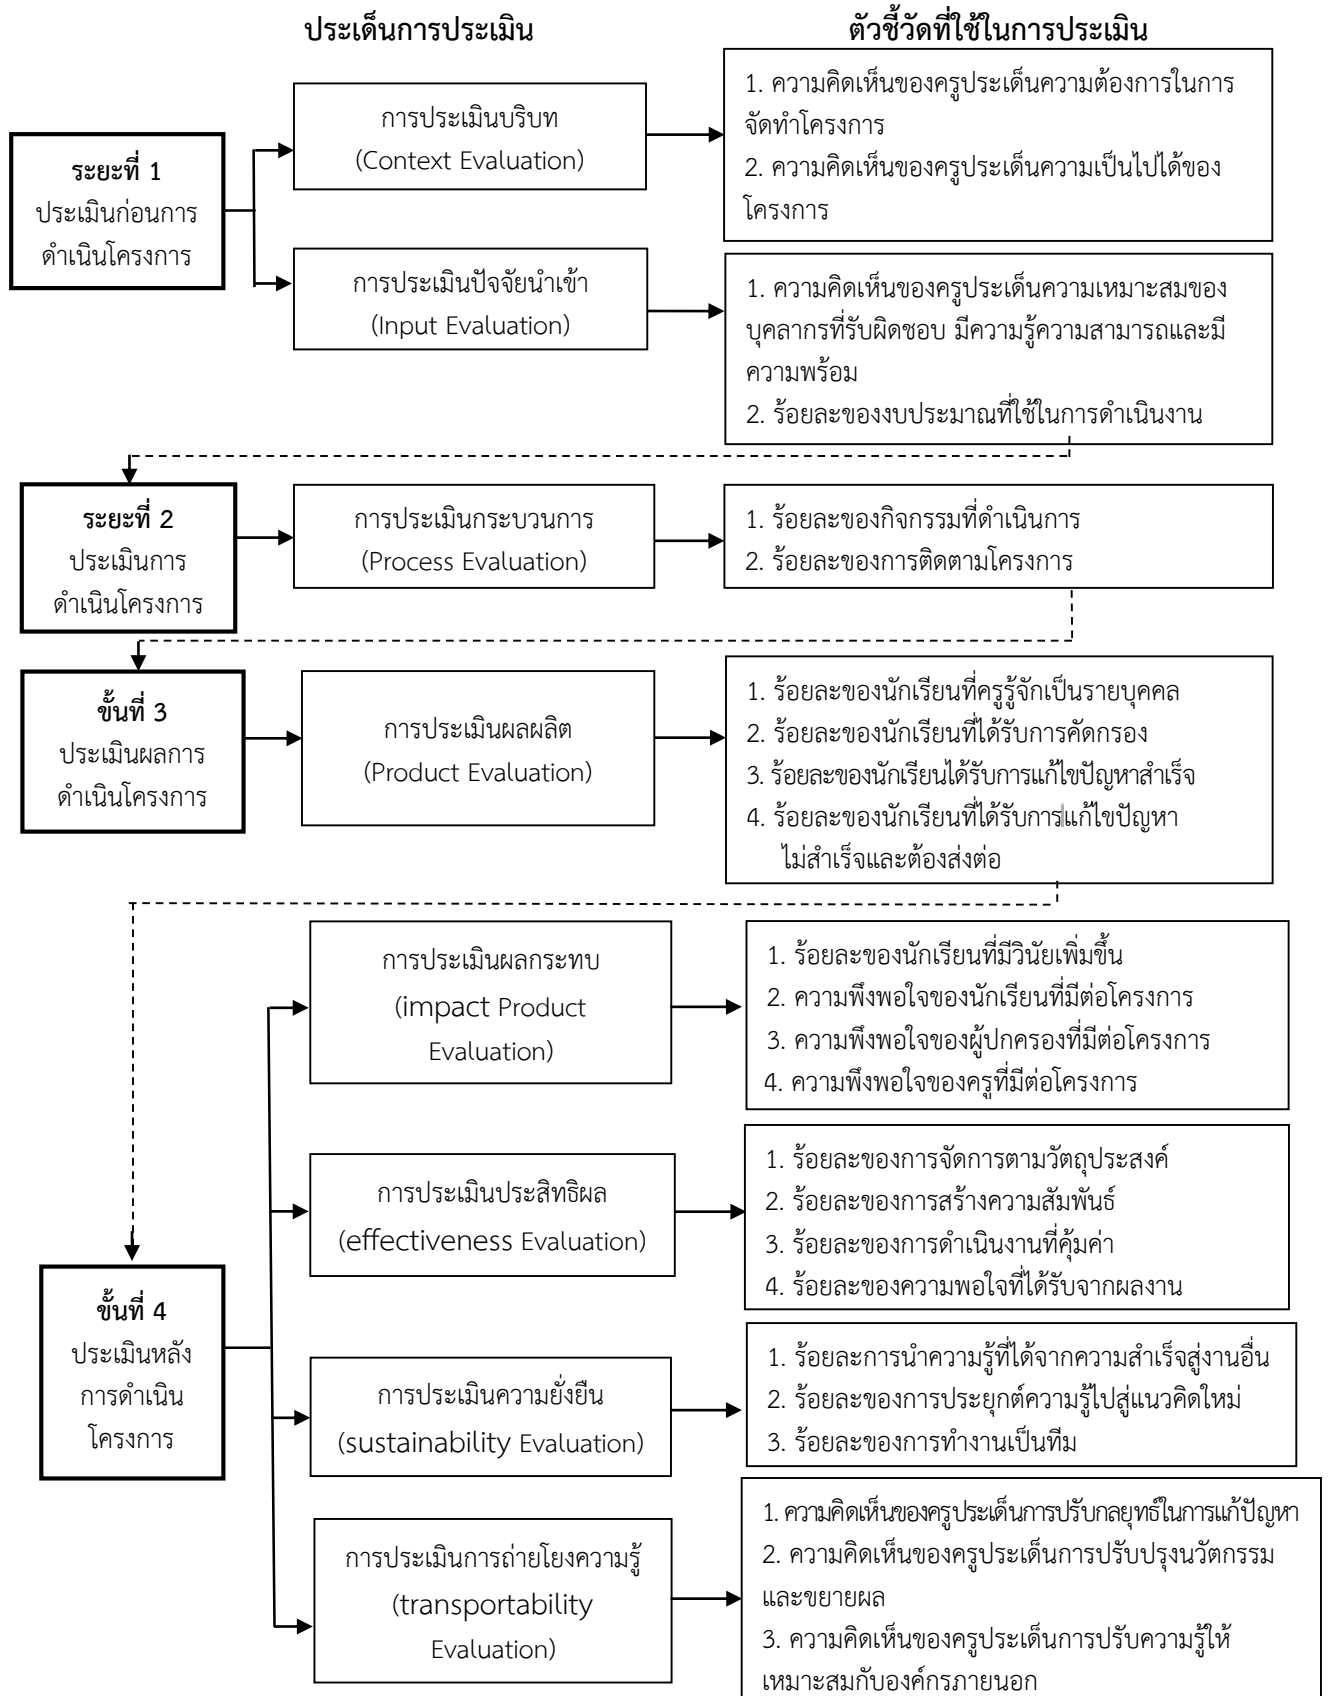 ประเด็นการประเมิน
ตัวชี้วัดที่ใช้ในการประเมิน
ระยะที่ 1
ประเมินก่อนการ
ดำเนินโครงการ
การประเมินบริบท
(Context Evaluation)
1. ความคิดเห็นของครูประเด็นความต้องการในการ
จัดทำโครงการ
2. ความคิดเห็นของครูประเด็นความเป็นไปได้ของ
โครงการ
การประเมินปัจจัยนำเข้า
(Input Evaluation)
1. ความคิดเห็นของครูประเด็นความเหมาะสมของ
บุคลากรที่รับผิดชอบ มีความรู้ความสามารถและมี
ความพร้อม
2. ร้อยละของงบประมาณที่ใช้ในการดำเนินงาน
ระยะที่ 2
ประเมินการ
ดำเนินโครงการ
การประเมินกระบวนการ
(Process Evaluation)
1. ร้อยละของกิจกรรมที่ดำเนินการ
2. ร้อยละของการติดตามโครงการ
ขั้นที่ 3
ประเมินผลการ
ดำเนินโครงการ
การประเมินผลผลิต
(Product Evaluation)
1. ร้อยละของนักเรียนที่ครูรู้จักเป็นรายบุคคล
2. ร้อยละของนักเรียนที่ได้รับการคัดกรอง
3. ร้อยละของนักเรียนได้รับการแก้ไขปัญหาสำเร็จ
4. ร้อยละของนักเรียนที่ได้รับการแก้ไขปัญหา
ไม่สำเร็จและต้องส่งต่อ
ขั้นที่ 4
ประเมินหลัง
การดำเนิน
โครงการ
การประเมินผลกระทบ
(impact Product
Evaluation)
1. ร้อยละของนักเรียนที่มีวินัยเพิ่มขึ้น
2. ความพึงพอใจของนักเรียนที่มีต่อโครงการ
3. ความพึงพอใจของผู้ปกครองที่มีต่อโครงการ
4. ความพึงพอใจของครูที่มีต่อโครงการ
การประเมินประสิทธิผล
(effectiveness Evaluation)
1. ร้อยละของการจัดการตามวัตถุประสงค์
2. ร้อยละของการสร้างความสัมพันธ์
3. ร้อยละของการดำเนินงานที่คุ้มค่า
4. ร้อยละของความพอใจที่ได้รับจากผลงาน
การประเมินความยั่งยืน
(sustainability Evaluation)
1. ร้อยละการนำความรู้ที่ได้จากความสำเร็จสู่งานอื่น
2. ร้อยละของการประยุกต์ความรู้ไปสู่แนวคิดใหม่
3. ร้อยละของการทำงานเป็นทีม
การประเมินการถ่ายโยงความรู้
(transportability
Evaluation)
1. ความคิดเห็นของครูประเด็นการปรับกลยุทธ์ในการแก้ปัญหา
2. ความคิดเห็นของครูประเด็นการปรับปรุงนวัตกรรม
และขยายผล
3. ความคิดเห็นของครูประเด็นการปรับความรู้ให้
เหมาะสมกับองค์กรภายนอก